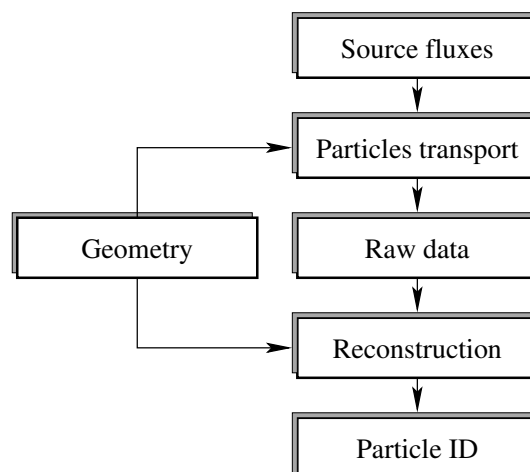 Source fluxes
Particles transport
Geometry
Raw data
Reconstruction
Particle ID